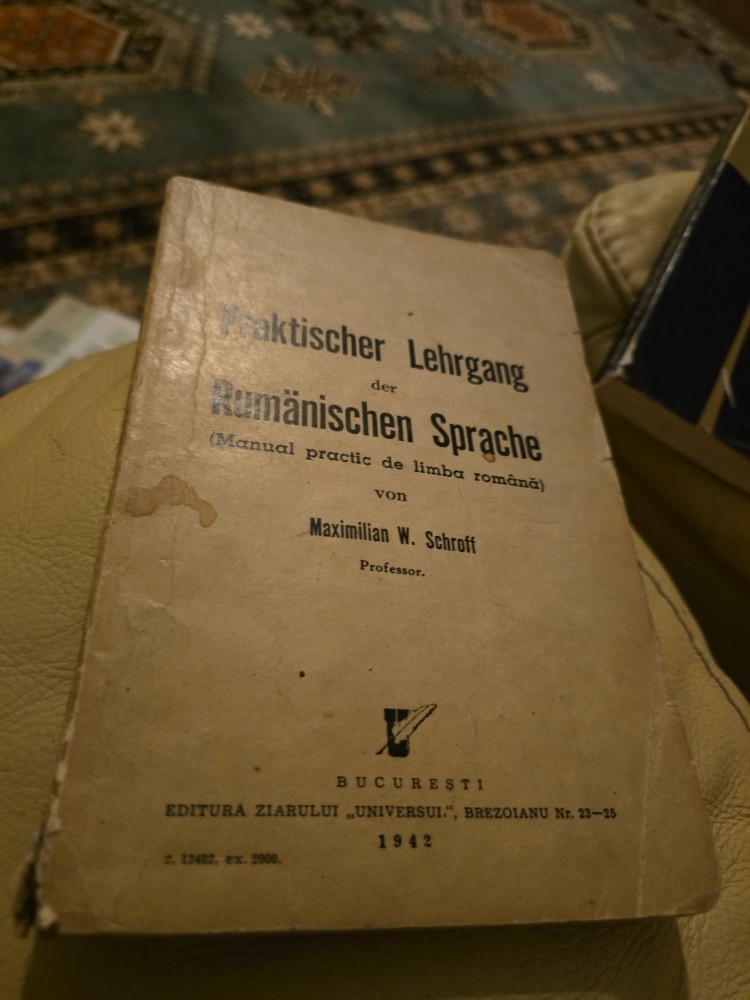 Praktischer Lehrgang
der
Rumänischen Sprache
(Manual practic de limba română)
von
Maximilian W. Schroff
Professor.
U
BUCUREȘTI
EDITURA ZIARULUI „UNIVERSUL“, BREZOIANU Nr. 23—25
1942
c. 13402, ex. 2000.